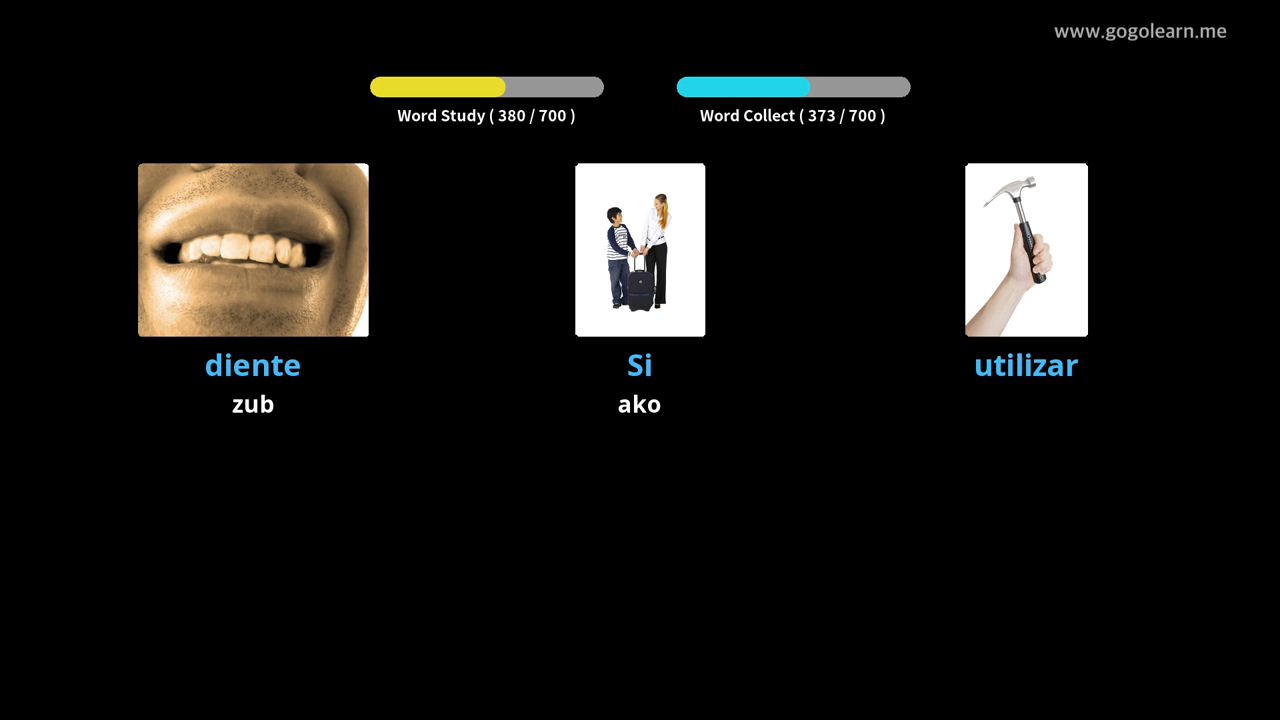 www.gogolearn.me
Word Study ( 380 / 700 )
Word Collect ( 373 / 700 )
diente
zub
Si
ako
utilizar